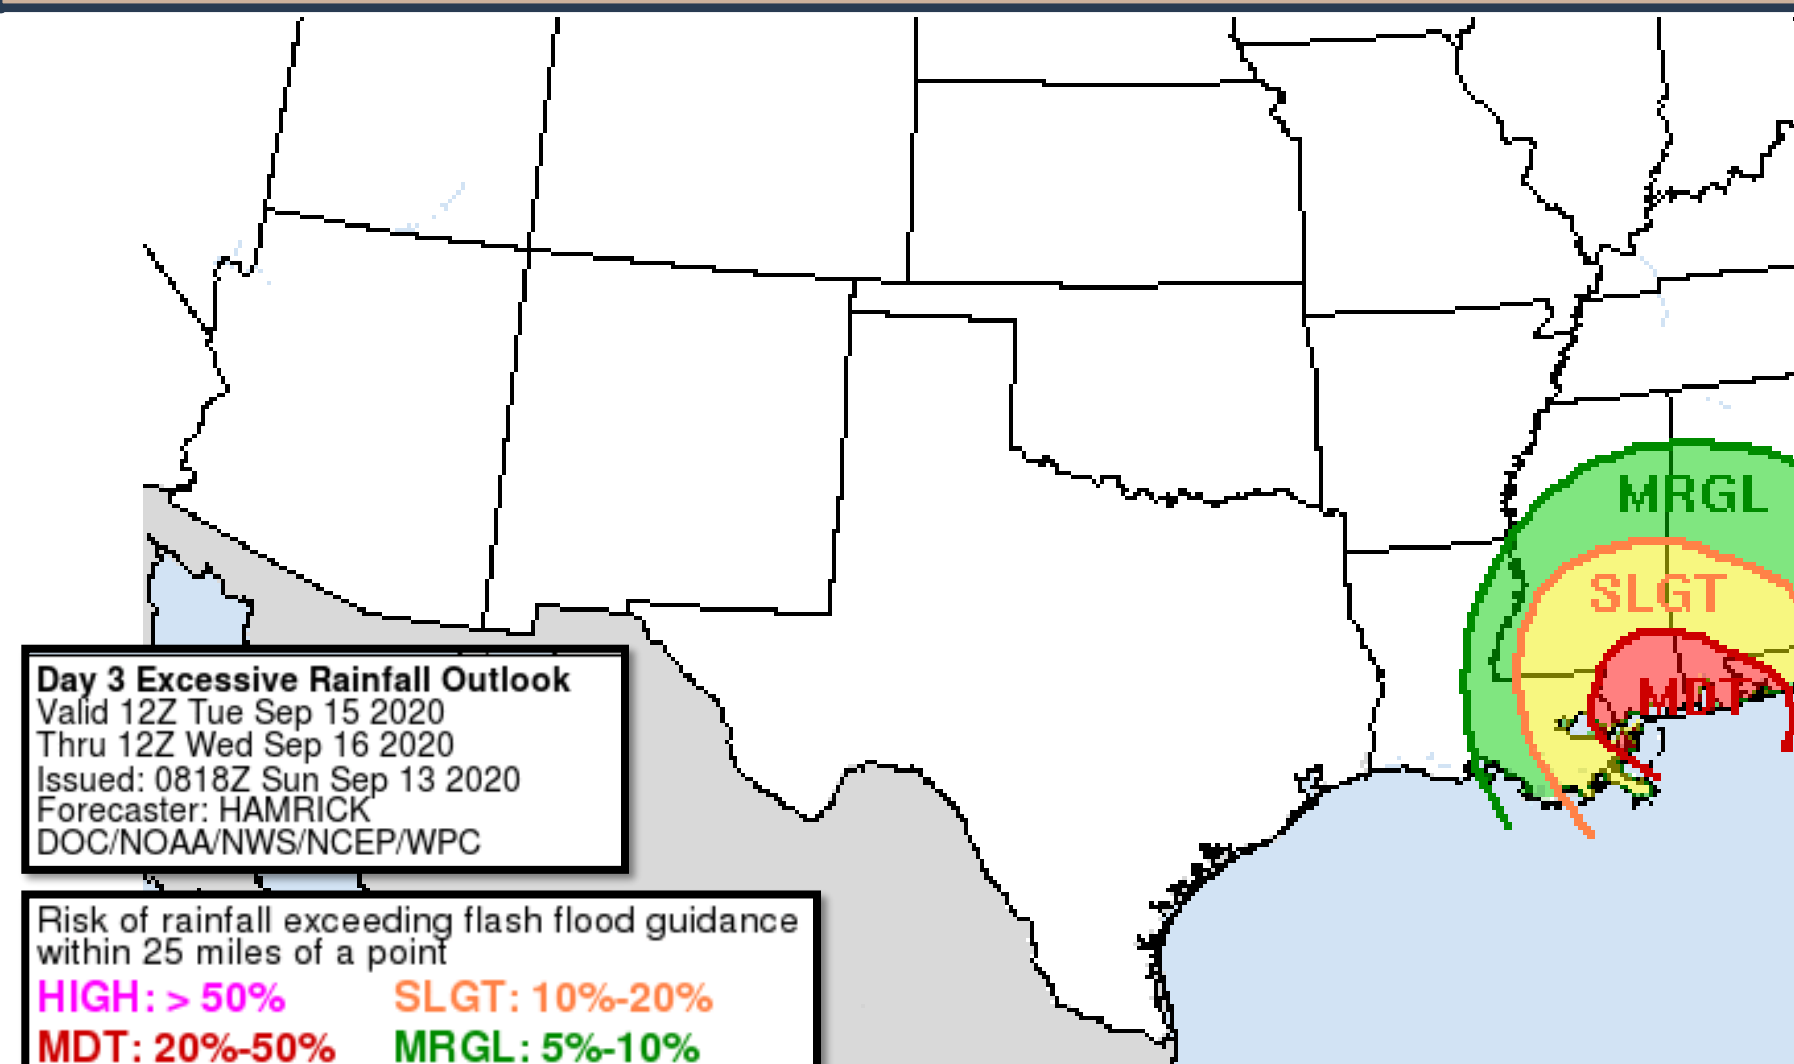 MRGL
SLGT
MDT
Day 3 Excessive Rainfall Outlook
Valid 12Z Tue Sep 15 2020
Thru 12Z Wed Sep 16 2020
Issued: 0818Z Sun Sep 13 2020
Forecaster: HAMRICK
DOC/NOAA/NWS/NCEP/WPC
Risk of rainfall exceeding flash flood guidance
within 25 miles of a point
HIGH: > 50% SLGT: 10%-20%
MDT: 20%-50% MRGL: 5%-10%